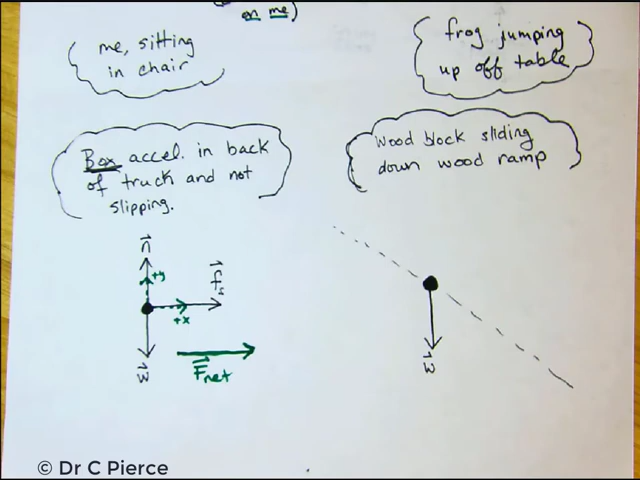 on me)
me, sitting
in chair
frog jumping
up off table
Box accel. in back
of truck and not
slipping.
wood block sliding
down wood ramp
n
+y
+x
fs
w
Fnet
w
© Dr C Pierce